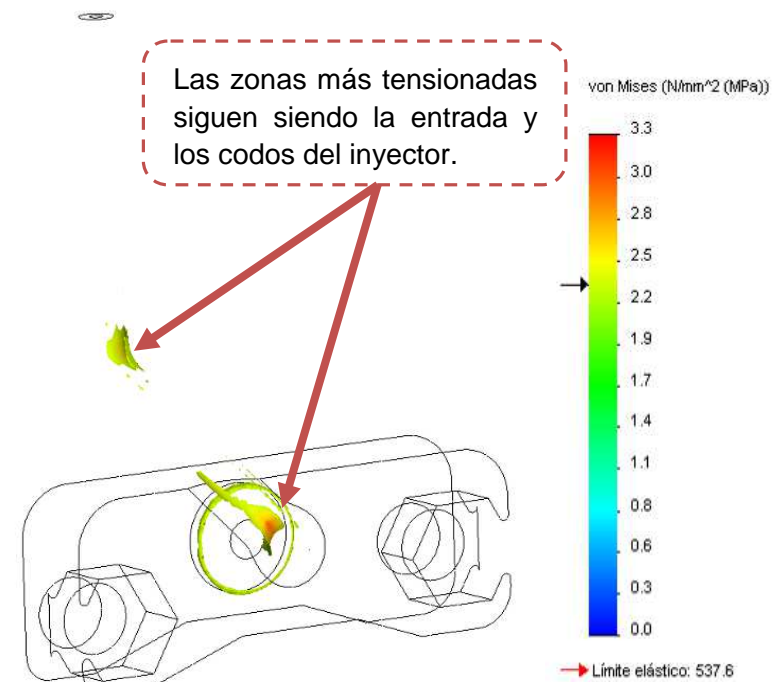 Las zonas más tensionadas
siguen siendo la entrada y
los codos del inyector.
von Mises (N/mm^2 (MPa))
3.3
3.0
2.8
2.5
2.2
1.9
1.7
1.4
1.1
0.8
0.6
0.3
0.0
Límite elástico: 537.6